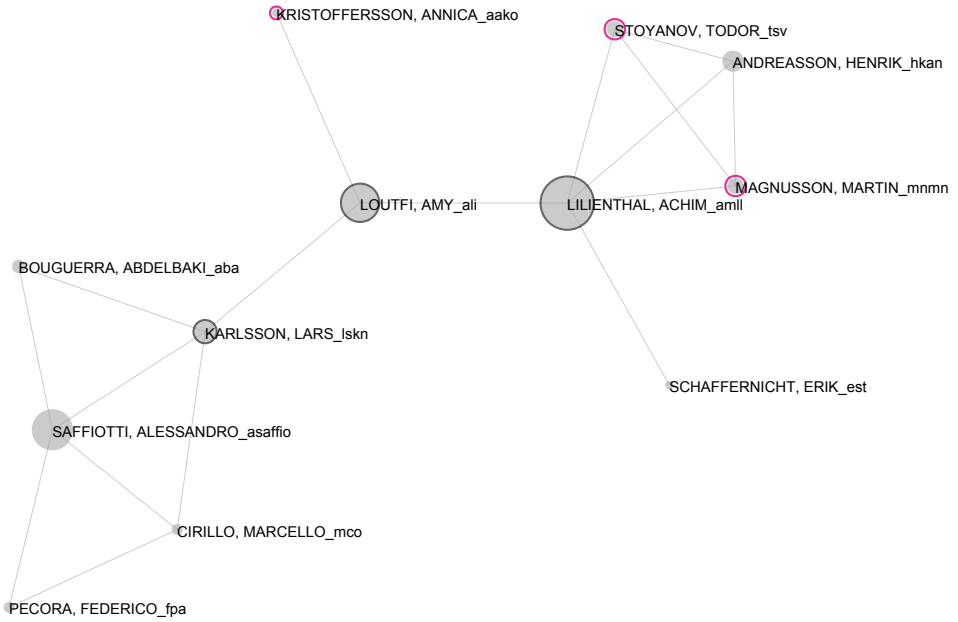 KRISTOFFERSSON, ANNICA_aako
STOYANOV, TODOR_tsv
ANDREASSON, HENRIK_hkan
MAGNUSSON, MARTIN_mnmn
LOUTFI, AMY_ali
LILIENTHAL, ACHIM_amll
BOUGUERRA, ABDELBAKI_aba
KARLSSON, LARS_lskn
SCHAFFERNICHT, ERIK_est
SAFFIOTTI, ALESSANDRO_asaffio
CIRILLO, MARCELLO_mco
PECORA, FEDERICO_fpa